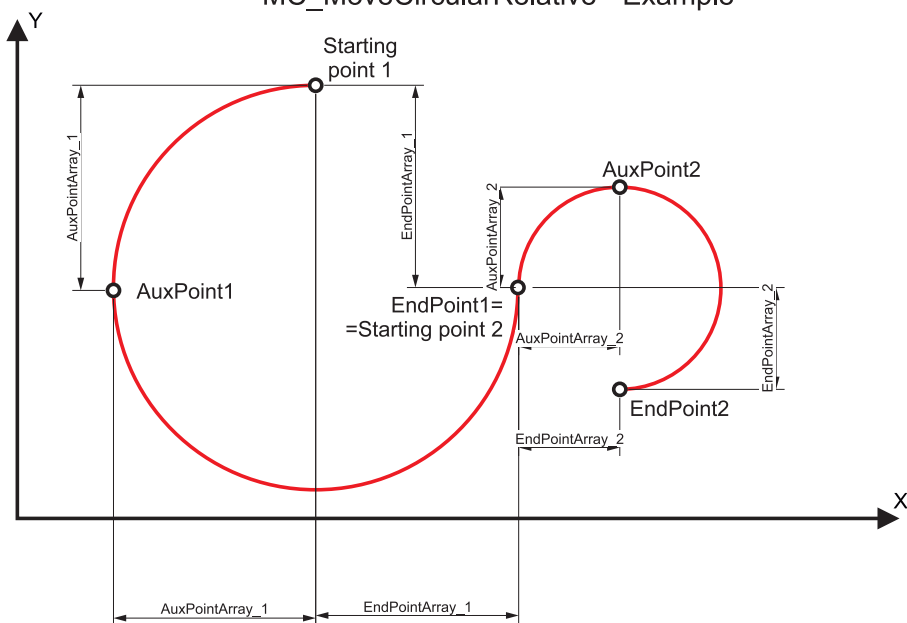 MC_MoveCircularRelative - Example
Y
Starting
point 1
AuxPointArray_1
EndPointArray_1
AuxPoint2
AuxPointArray_2
AuxPoint1
EndPoint1=
=Starting point 2
AuxPointArray_2
EndPointArray_2
EndPoint2
EndPointArray_2
X
AuxPointArray_1
EndPointArray_1